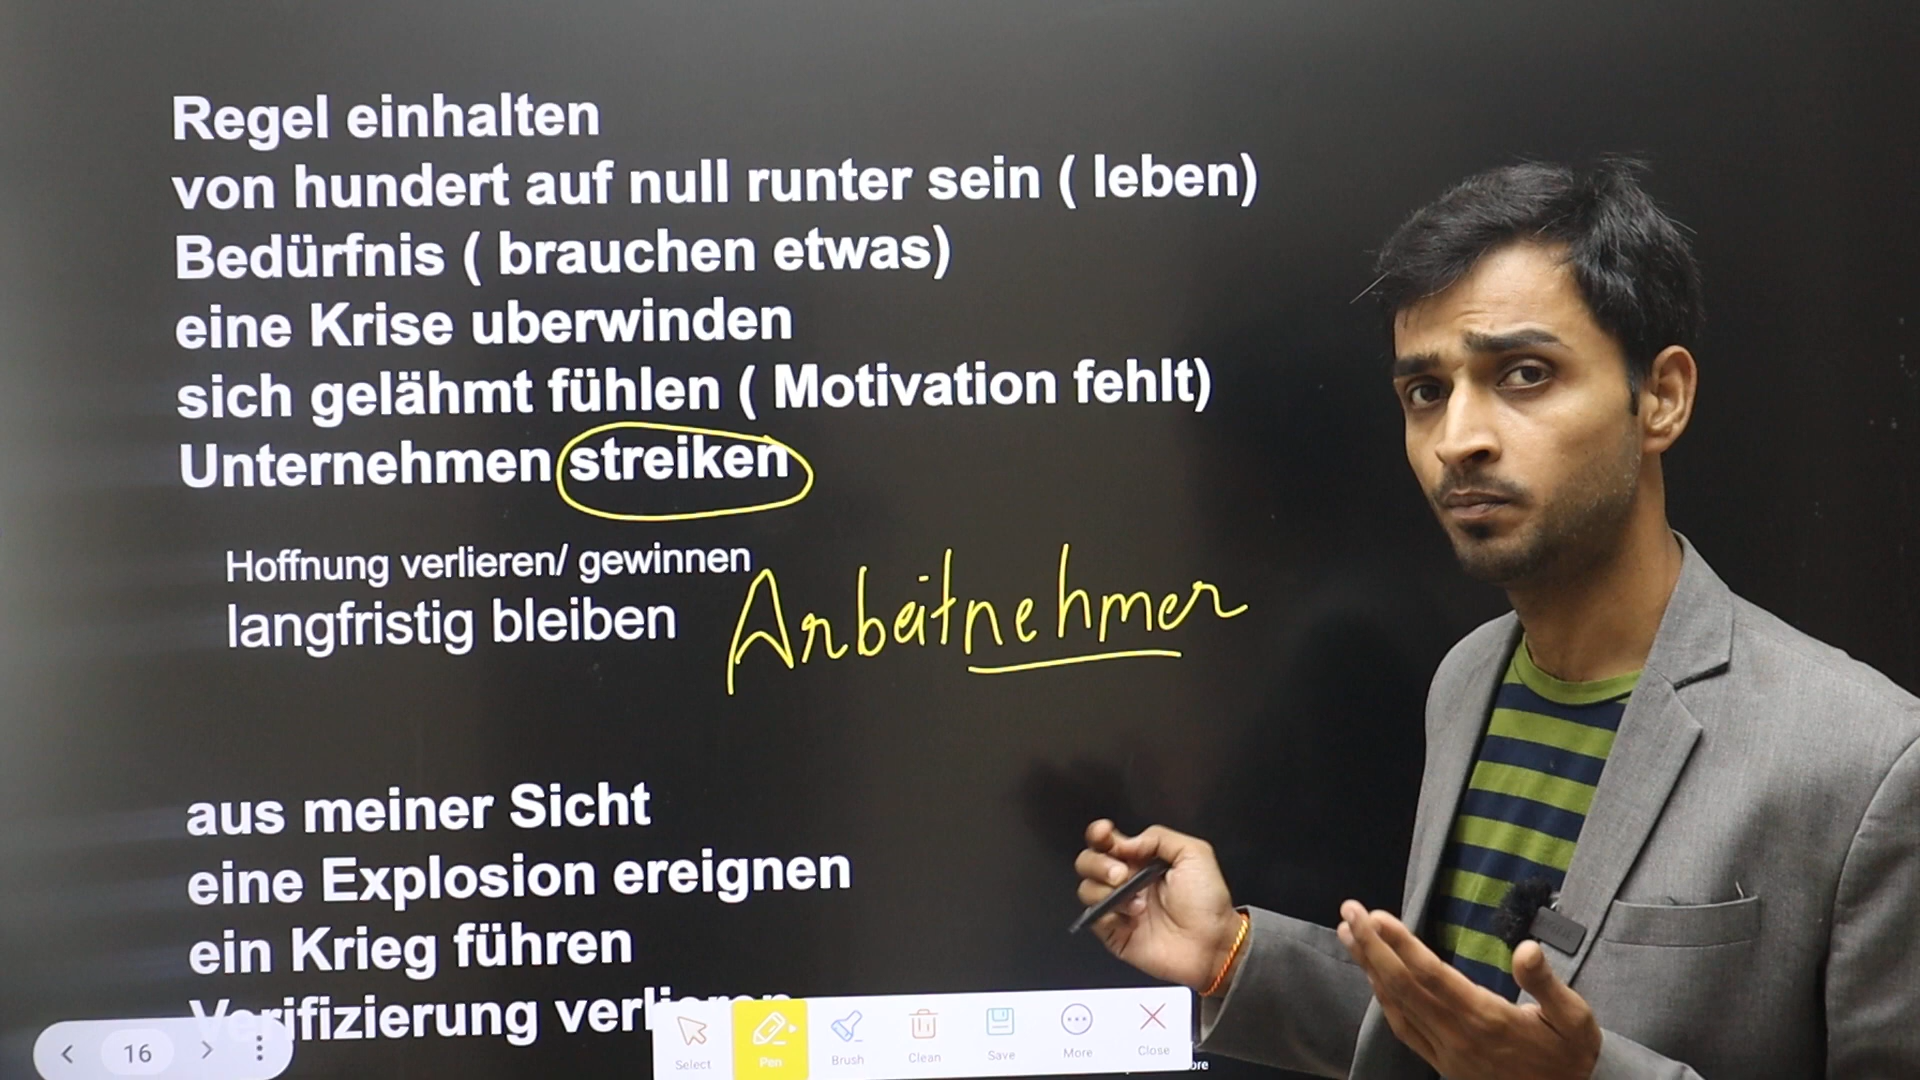 Regel einhalten
von hundert auf null runter sein ( leben)
Bedürfnis ( brauchen etwas)
eine Krise uberwinden
sich gelähmt fühlen ( Motivation fehlt)
Unternehmen streiken
Hoffnung verlieren/ gewinnen
langfristig bleiben
Arbeitnehmer
aus meiner Sicht
eine Explosion ereignen
ein Krieg führen
Verifizierung verlieren
16
Select
Pen
Brush
Clean
Save
More
Close